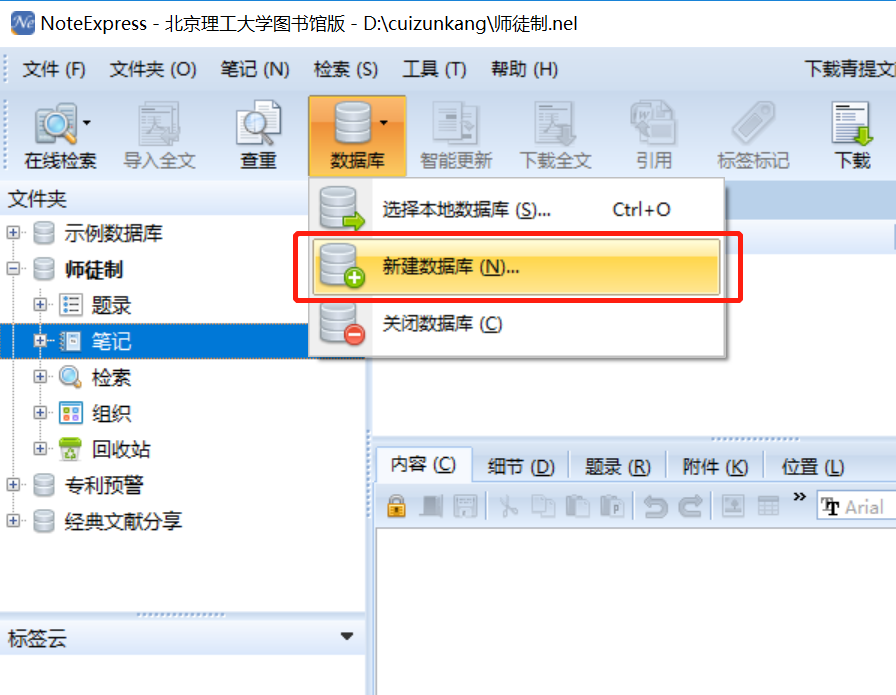 NoteExpress - 北京理工大学图书馆版 - D:\cuizunkang\师徒制.nel
文件 (F) 文件夹 (O) 笔记 (N) 检索 (S) 工具 (T) 帮助 (H) 下载青提文
在线检索 导入全文 查重 数据库 智能更新 下载全文 引用 标签标记 下载
文件夹
选择本地数据库 (S)... Ctrl+O
新建数据库 (N)...
关闭数据库 (C)
示例数据库
师徒制
题录
笔记
检索
组织
回收站
专利预警
经典文献分享
标签云
内容 (C) 细节 (D) 题录 (R) 附件 (K) 位置 (L)
Arial